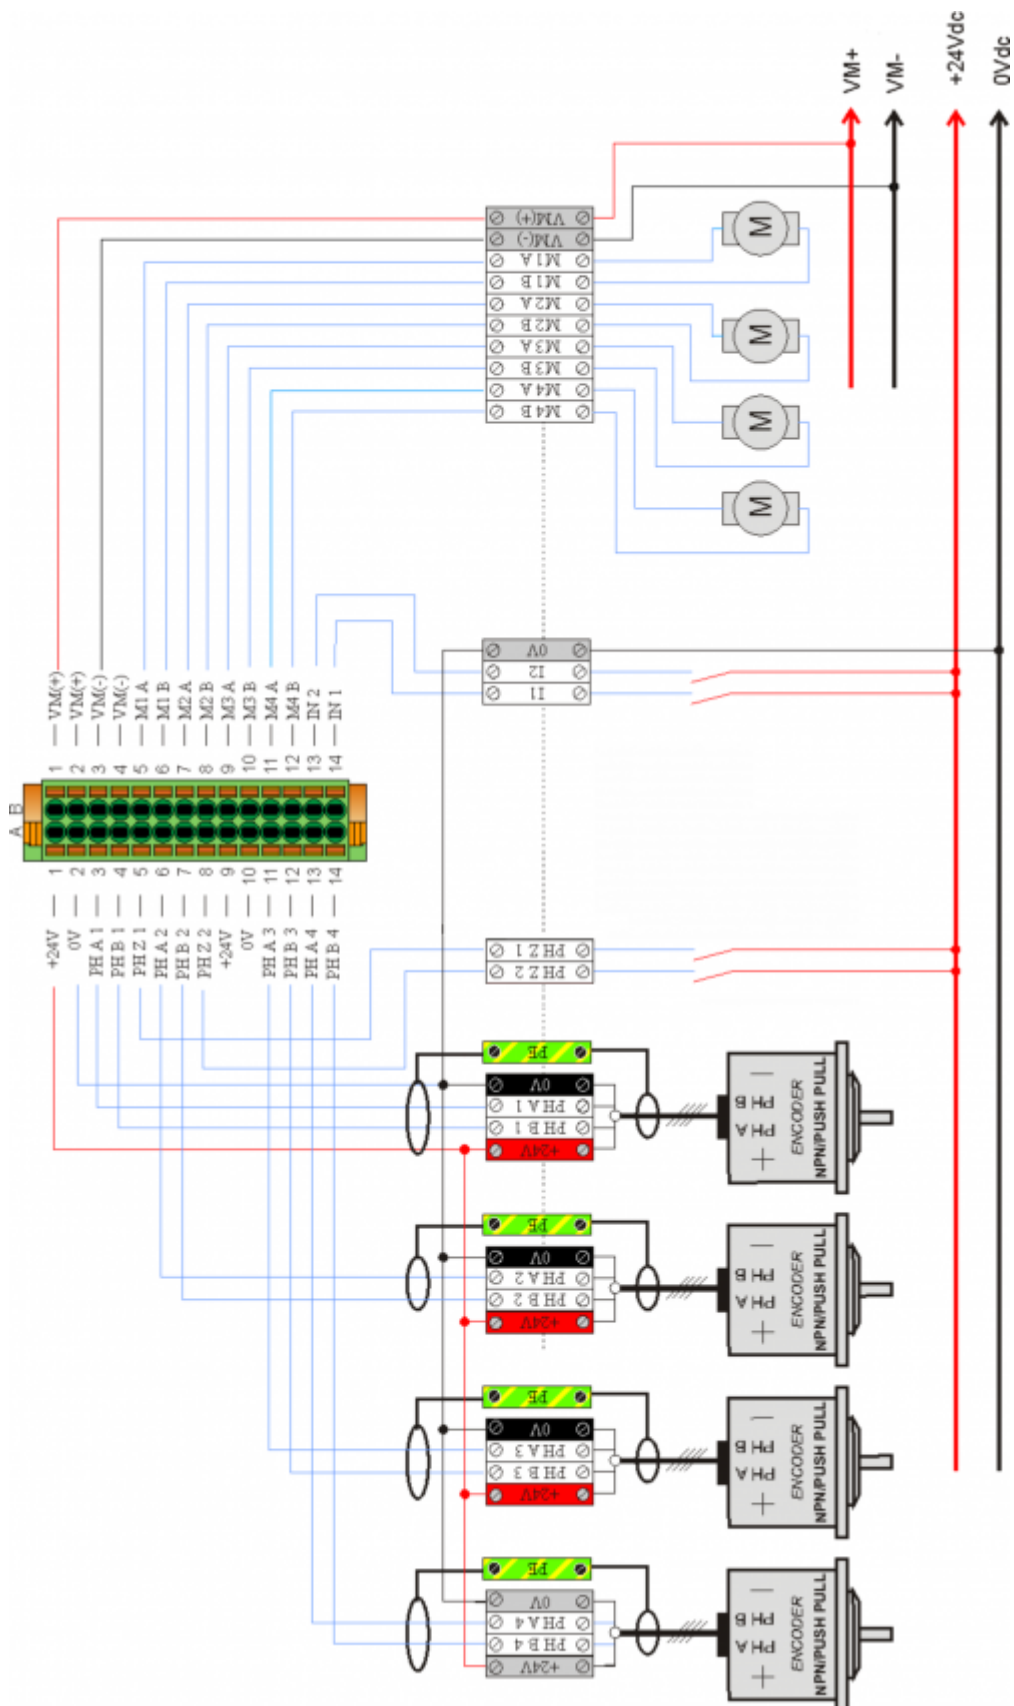 VM+
VM-
+24Vdc
0Vdc
VM(+)
VM(-)
M1 A
M1 B
M2 A
M2 B
M3 A
M3 B
M4 A
M4 B
M
M
M
M
0V
I2
I1
VM(+)
VM(+)
VM(-)
VM(-)
M1 A
M1 B
M2 A
M2 B
M3 A
M3 B
M4 A
M4 B
IN 2
IN 1
1 2 3 4 5 6 7 8 9 10 11 12 13 14
A B
1 2 3 4 5 6 7 8 9 10 11 12 13 14
+24V
0V
PH A 1
PH B 1
PH Z 1
PH A 2
PH B 2
PH Z 2
+24V
0V
PH A 3
PH B 3
PH A 4
PH B 4
PH Z 1
PH Z 2
PE
0V
PH A 1
PH B 1
+24V
— PH B PH A +
ENCODER
NPN/PUSH PULL
PE
0V
PH A 2
PH B 2
+24V
— PH B PH A +
ENCODER
NPN/PUSH PULL
PE
0V
PH A 3
PH B 3
+24V
— PH B PH A +
ENCODER
NPN/PUSH PULL
PE
0V
PH A 4
PH B 4
+24V
— PH B PH A +
ENCODER
NPN/PUSH PULL